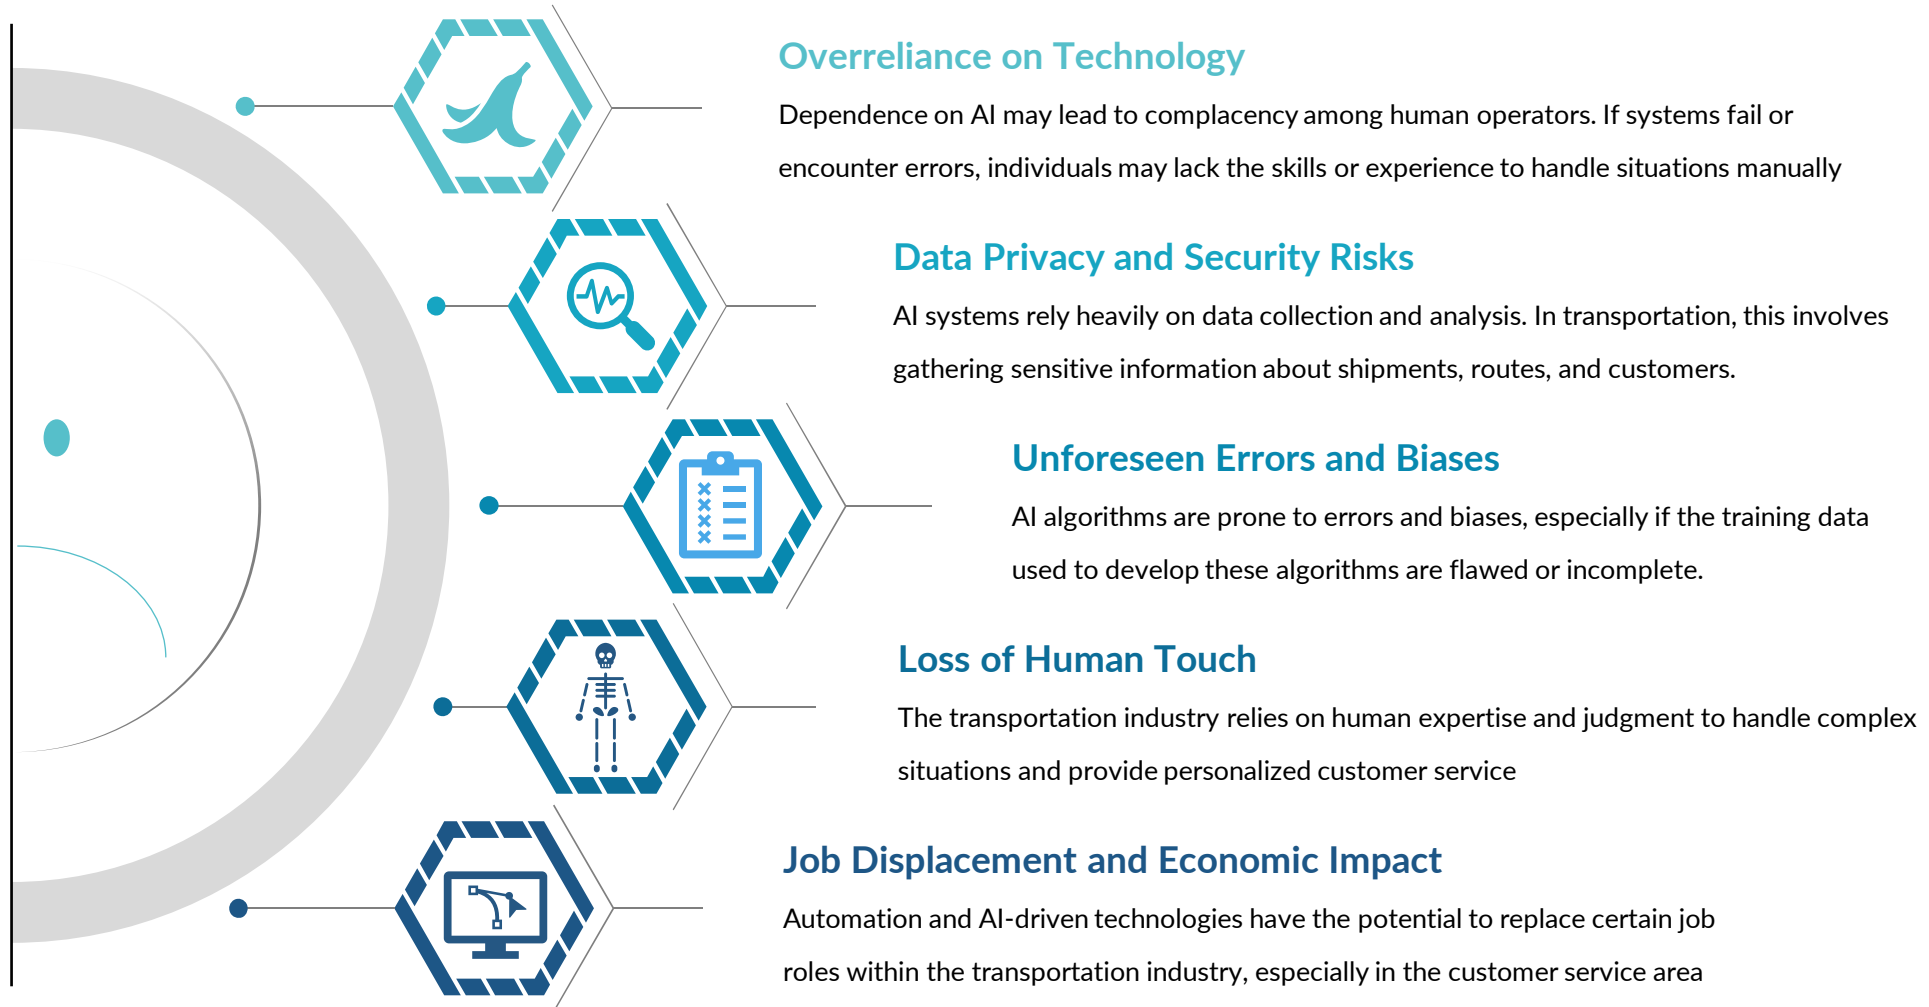 Overreliance on Technology
Dependence on AI may lead to complacency among human operators. If systems fail or
encounter errors, individuals may lack the skills or experience to handle situations manually
Data Privacy and Security Risks
AI systems rely heavily on data collection and analysis. In transportation, this involves
gathering sensitive information about shipments, routes, and customers.
Unforeseen Errors and Biases
AI algorithms are prone to errors and biases, especially if the training data
used to develop these algorithms are flawed or incomplete.
Loss of Human Touch
The transportation industry relies on human expertise and judgment to handle complex
situations and provide personalized customer service
Job Displacement and Economic Impact
Automation and AI-driven technologies have the potential to replace certain job
roles within the transportation industry, especially in the customer service area